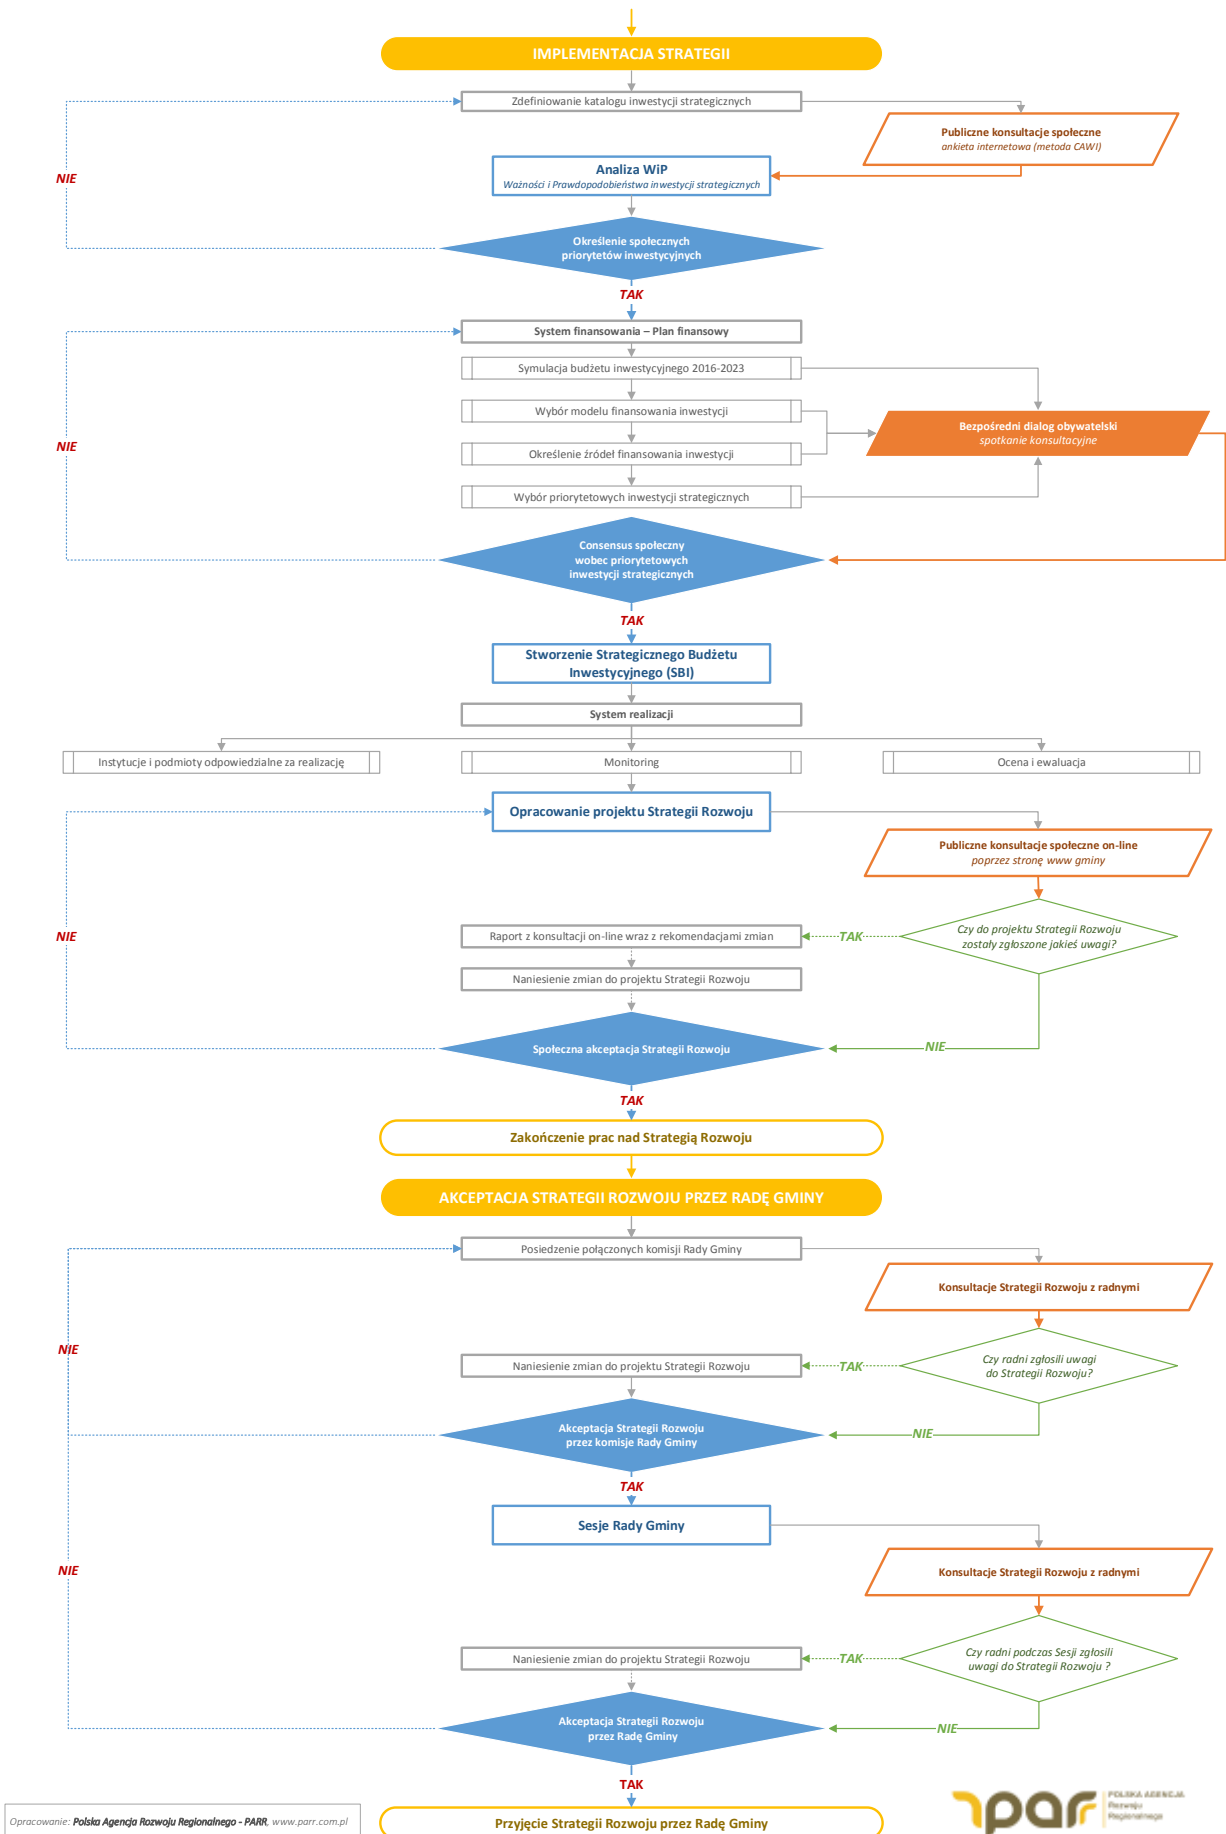 IMPLEMENTACJA STRATEGII
Zdefiniowanie katalogu inwestycji strategicznych
Publiczne konsultacje społeczne
ankieta internetowa (metoda CAWI)
Analiza WiP
Ważności i Prawdopodobieństwa inwestycji strategicznych
NIE
Określenie społecznych
priorytetów inwestycyjnych
TAK
System finansowania – Plan finansowy
Symulacja budżetu inwestycyjnego 2016-2023
Wybór modelu finansowania inwestycji
Bezpośredni dialog obywatelski
spotkanie konsultacyjne
NIE
Określenie źródeł finansowania inwestycji
Wybór priorytetowych inwestycji strategicznych
Consensus społeczny
wobec priorytetowych
inwestycji strategicznych
TAK
Stworzenie Strategicznego Budżetu
Inwestycyjnego (SBI)
System realizacji
Instytucje i podmioty odpowiedzialne za realizację
Monitoring
Ocena i ewaluacja
Opracowanie projektu Strategii Rozwoju
Publiczne konsultacje społeczne on-line
poprzez stronę www gminy
NIE
Raport z konsultacji on-line wraz z rekomendacjami zmian
TAK
Czy do projektu Strategii Rozwoju
zostały zgłoszone jakieś uwagi?
Naniesienie zmian do projektu Strategii Rozwoju
Społeczna akceptacja Strategii Rozwoju
NIE
TAK
Zakończenie prac nad Strategią Rozwoju
AKCEPTACJA STRATEGII ROZWOJU PRZEZ RADĘ GMINY
Posiedzenie połączonych komisji Rady Gminy
Konsultacje Strategii Rozwoju z radnymi
NIE
Naniesienie zmian do projektu Strategii Rozwoju
TAK
Czy radni zgłosili uwagi
do Strategii Rozwoju?
Akceptacja Strategii Rozwoju
przez komisje Rady Gminy
NIE
TAK
Sesje Rady Gminy
NIE
Konsultacje Strategii Rozwoju z radnymi
Naniesienie zmian do projektu Strategii Rozwoju
TAK
Czy radni podczas Sesji zgłosili
uwagi do Strategii Rozwoju ?
Akceptacja Strategii Rozwoju
przez Radę Gminy
NIE
TAK
Przyjęcie Strategii Rozwoju przez Radę Gminy
Opracowanie: Polska Agencja Rozwoju Regionalnego - PARR, www.parr.com.pl
parr
POLSKA AGENCJA
Rozwoju
Regionalnego